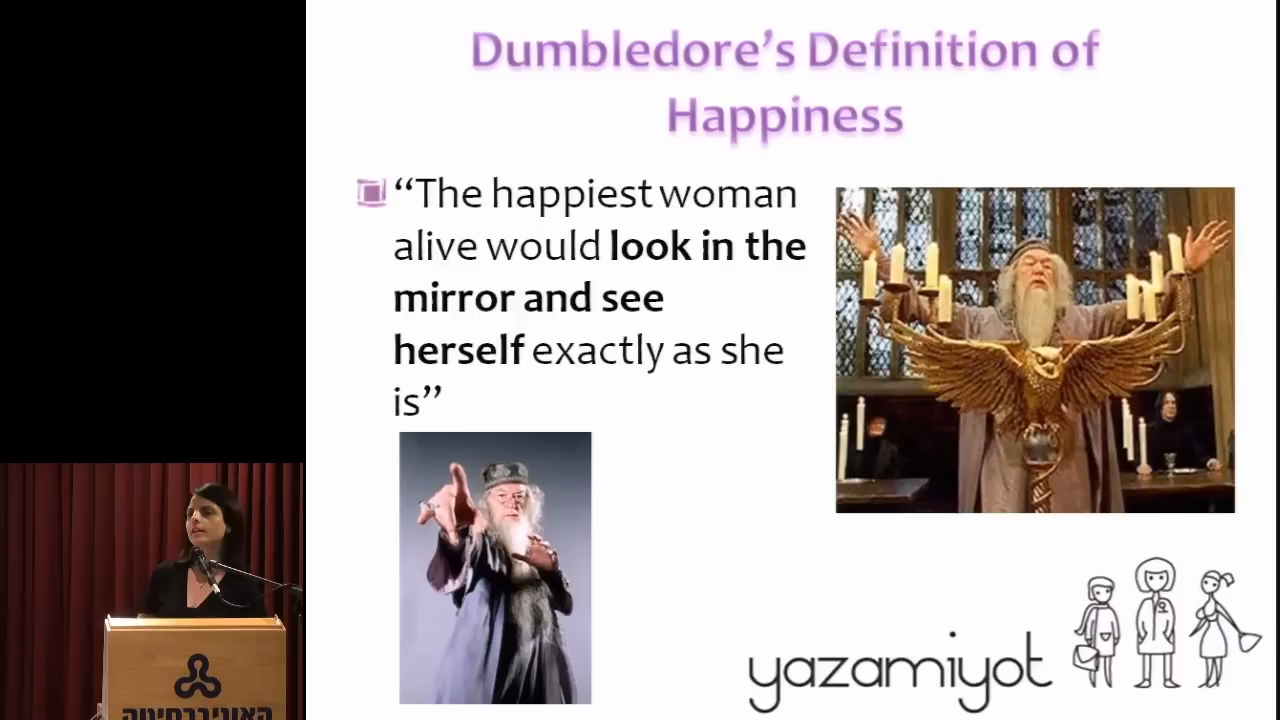 Dumbledore’s Definition of
Happiness
“The happiest woman
alive would look in the
mirror and see
herself exactly as she
is”
yazamiyot
האוניברסיטה